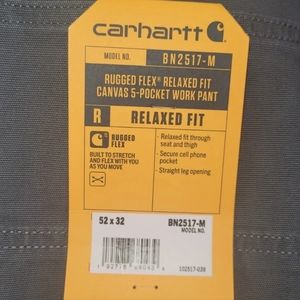 carhartt
MODEL NO. BN2517-M
RUGGED FLEX® RELAXED FIT
CANVAS 5-POCKET WORK PANT
R RELAXED FIT
RUGGED
FLEX
BUILT TO STRETCH
AND FLEX WITH YOU
AS YOU MOVE
- Relaxed fit through
seat and thigh
- Secure cell phone
pocket
- Straight leg opening
52 x 32 BN2517-M
MODEL NO.
102517-039